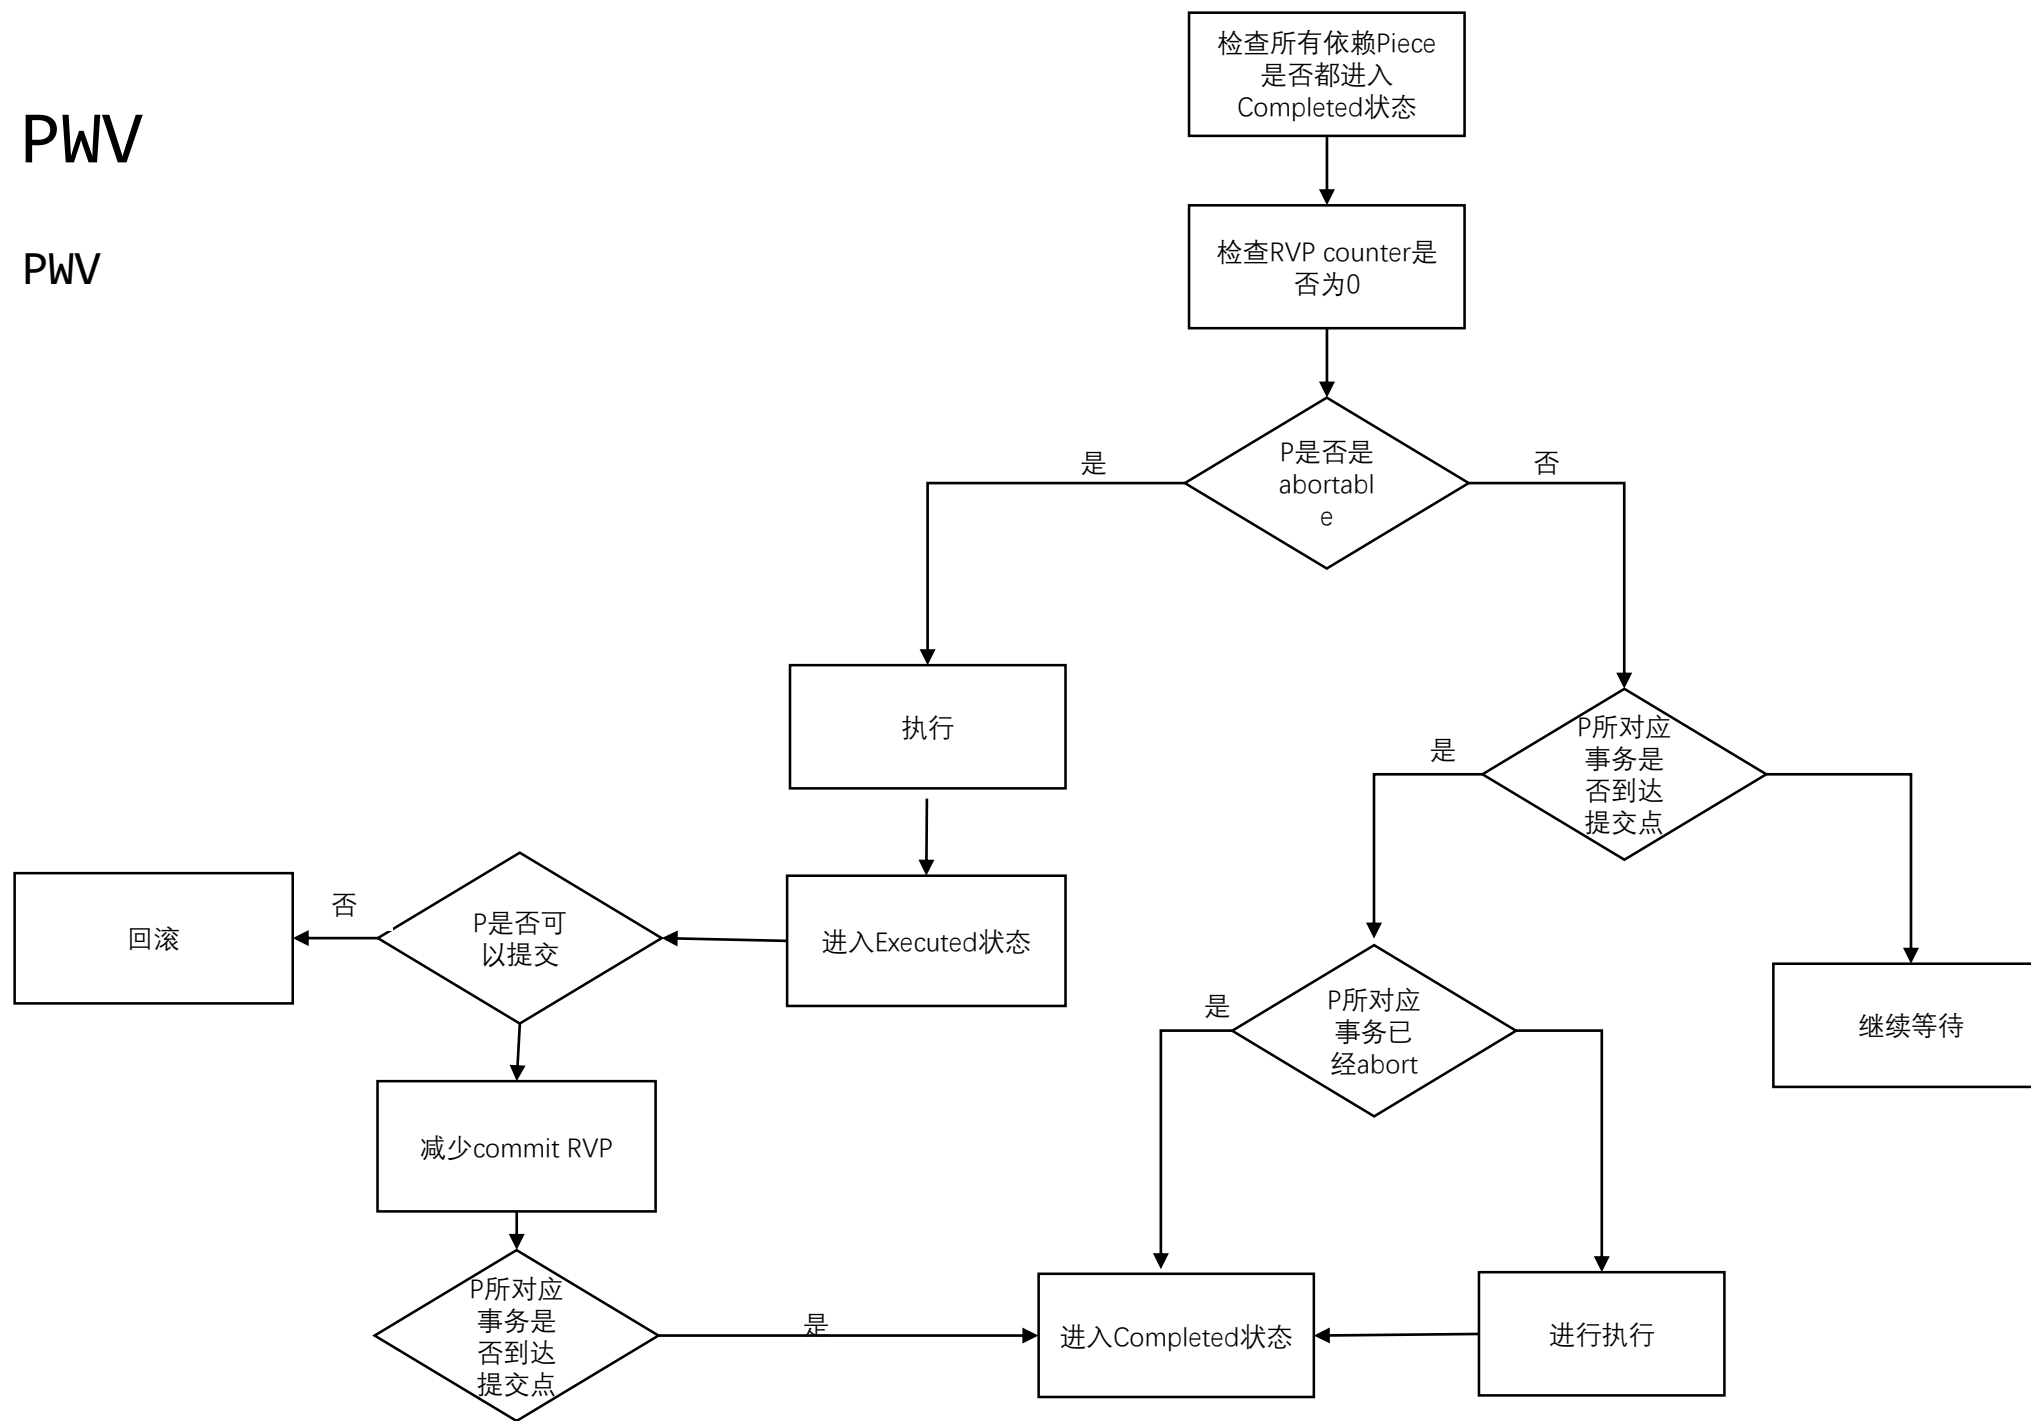 PWV
PWV
检查所有依赖Piece
是否都进入
Completed状态
检查RVP counter是
否为0
P是否是
abortabl
e
是
否
执行
P所对应
事务是
否到达
提交点
是
进入Executed状态
P是否可
以提交
否
回滚
P所对应
事务已
经abort
是
继续等待
减少commit RVP
P所对应
事务是
否到达
提交点
是
进入Completed状态
进行执行